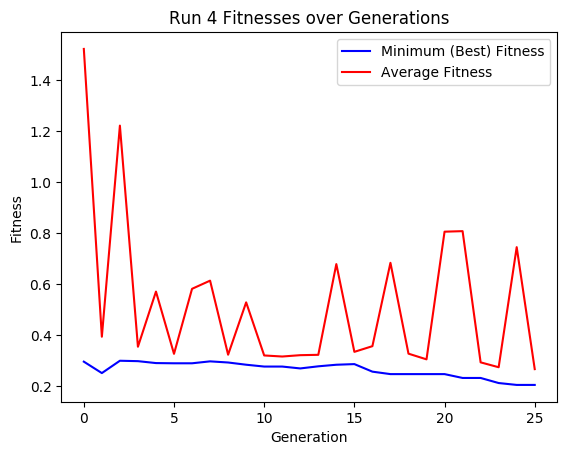 Run 4 Fitnesses over Generations
Minimum (Best) Fitness
Average Fitness
1.4
1.2
1.0
0.8
0.6
0.4
0.2
Fitness
0 5 10 15 20 25
Generation